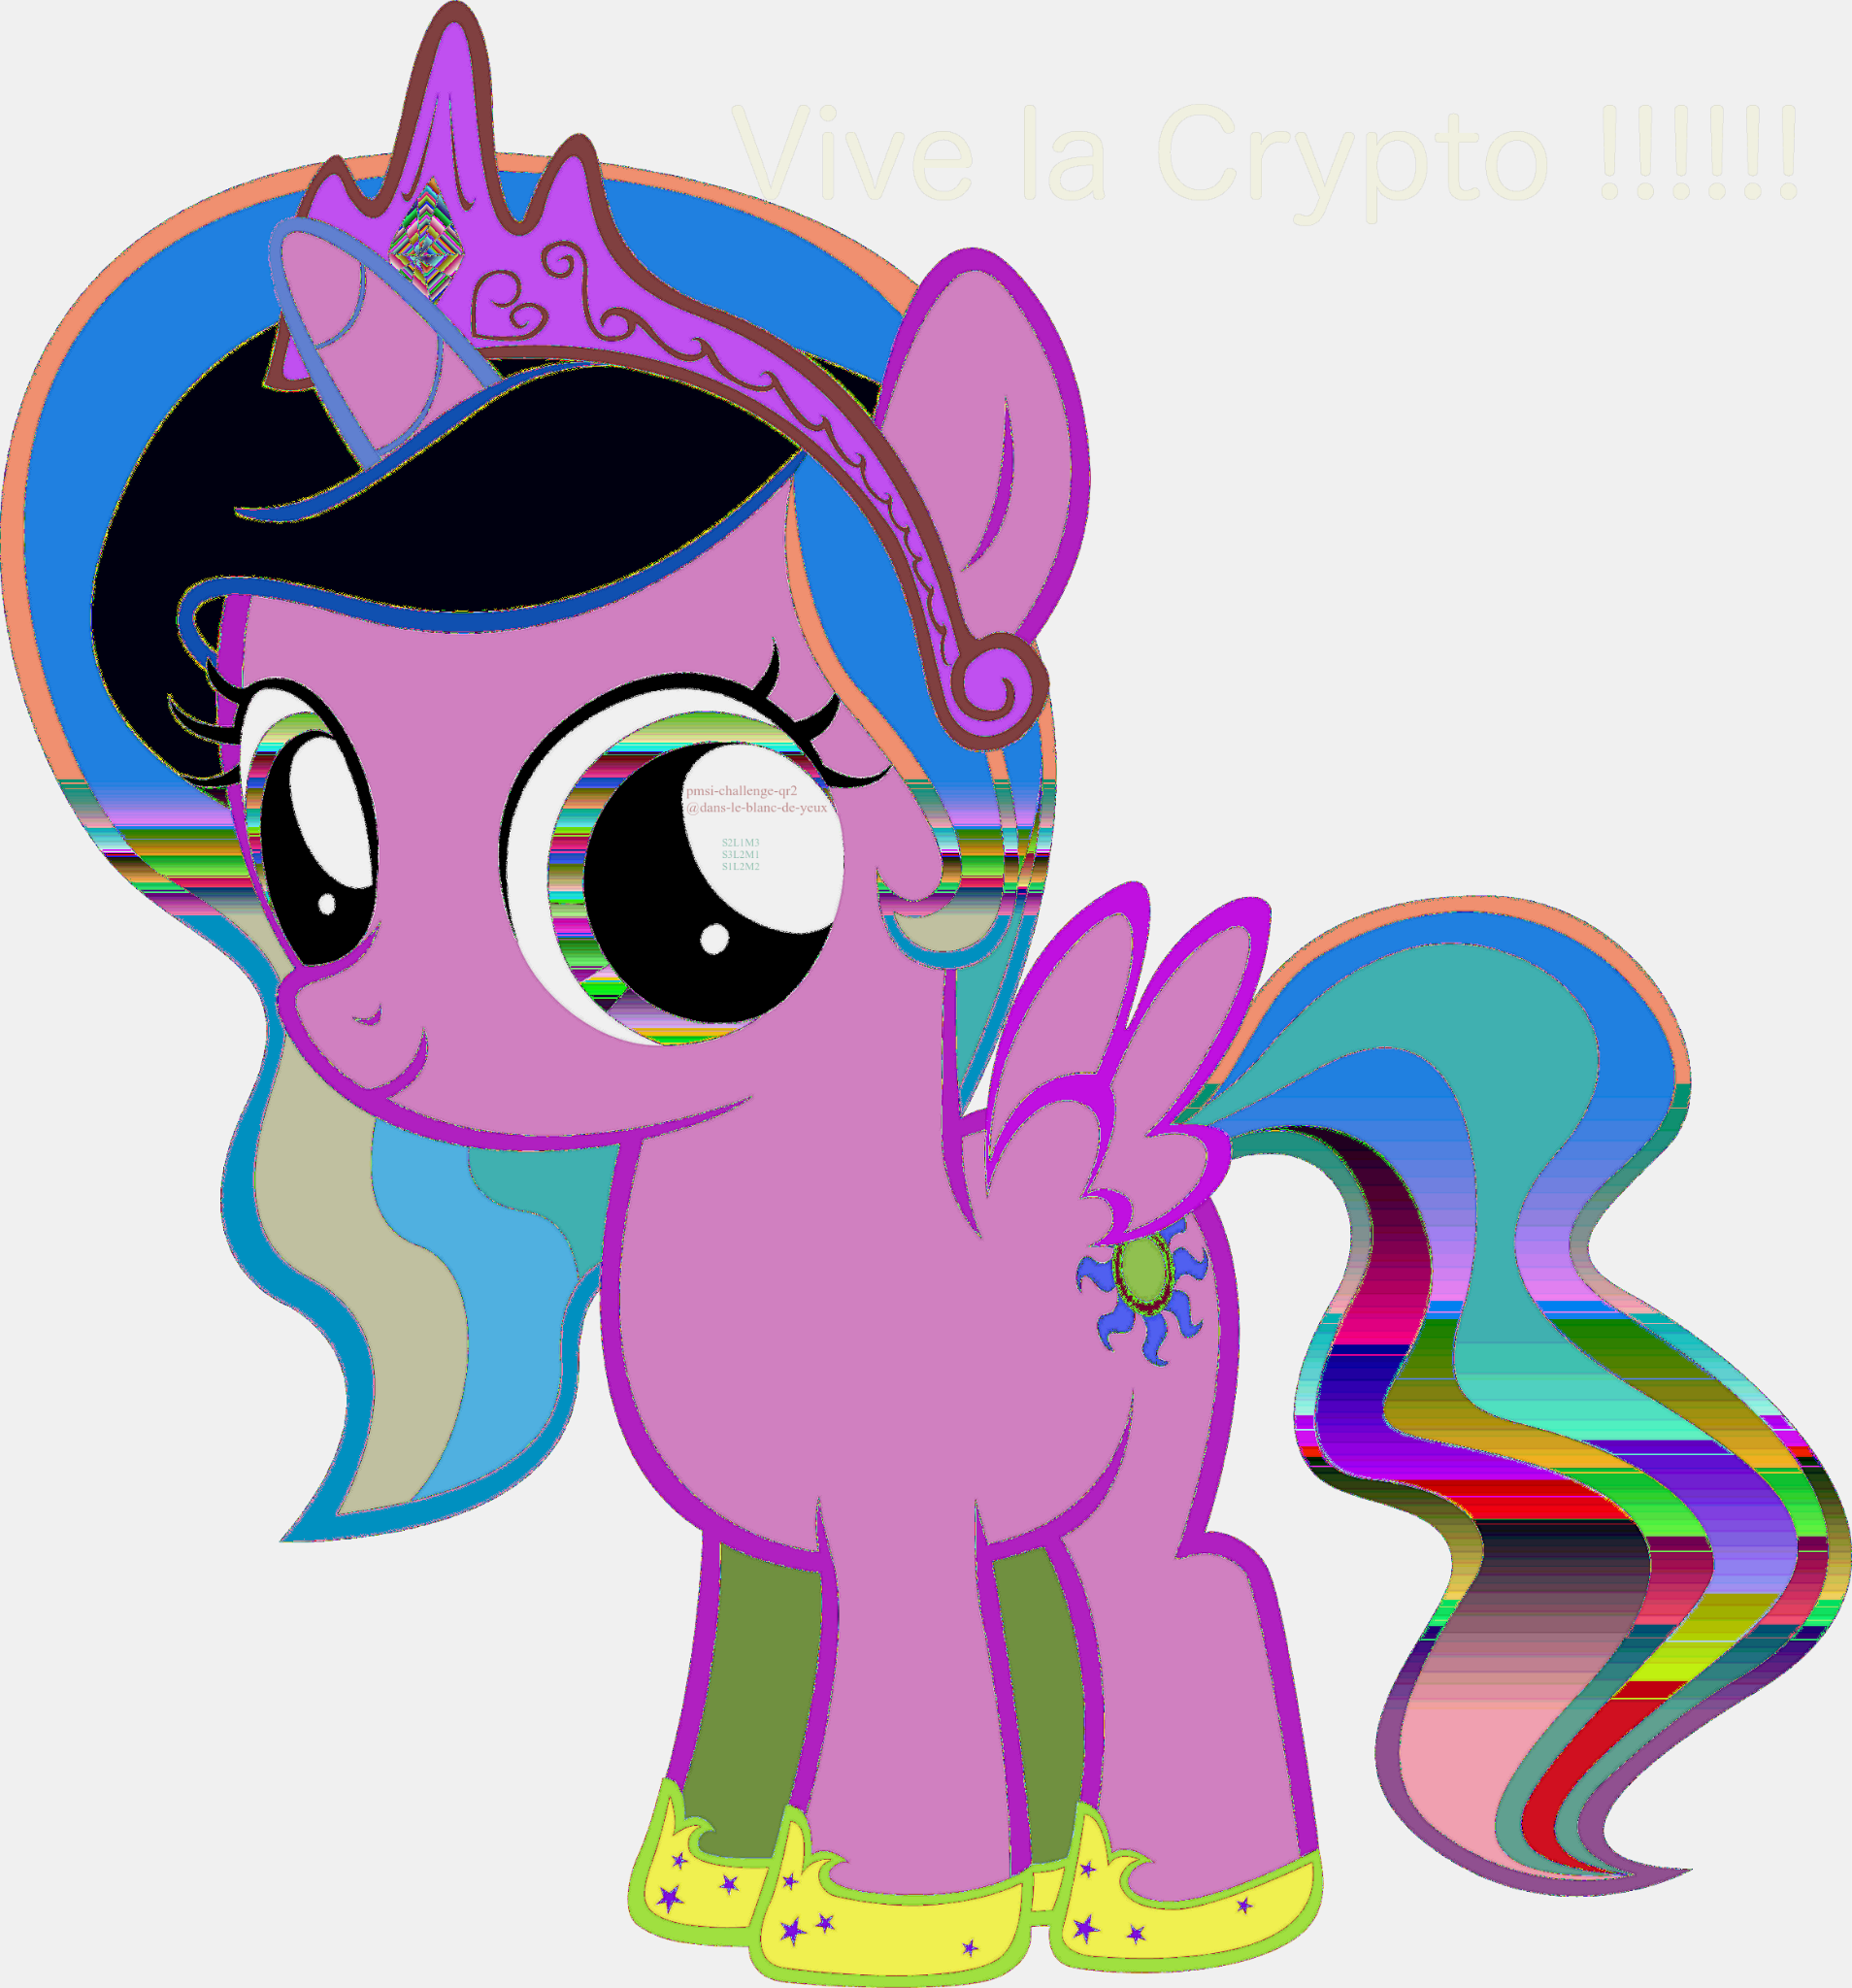 Vive la Crypto !!!!!!
pmsi-challenge-qr2
@dans-le-blanc-de-yeux
S2L1M3
S3L2M1
S1L2M2